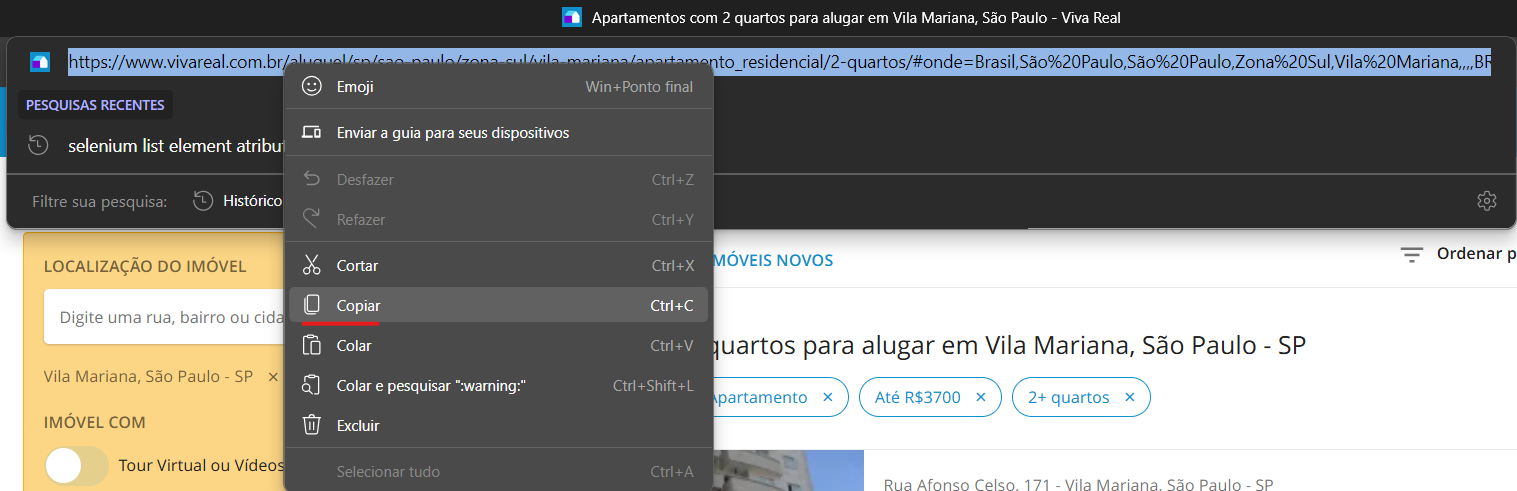 Apartamentos com 2 quartos para alugar em Vila Mariana, São Paulo - Viva Real
https://www.vivareal.com.br/aluguel/sp/sao-paulo/zona-sul/vila-mariana/apartamento_residencial/2-quartos/#onde=Brasil,São%20Paulo,São%20Paulo,Zona%20Sul,Vila%20Mariana,,,,BR
PESQUISAS RECENTES
selenium list element atribut
Filtre sua pesquisa: Histórico
Emoji Win+Ponto final
Enviar a guia para seus dispositivos
Desfazer Ctrl+Z
Refazer Ctrl+Y
Cortar Ctrl+X
Copiar Ctrl+C
Colar Ctrl+V
Colar e pesquisar ":warning:" Ctrl+Shift+L
Excluir
Selecionar tudo Ctrl+A
LOCALIZAÇÃO DO IMÓVEL
Digite uma rua, bairro ou cida
Vila Mariana, São Paulo - SP ×
IMÓVEL COM
Tour Virtual ou Vídeos
MÓVEIS NOVOS
Ordenar p
quartos para alugar em Vila Mariana, São Paulo - SP
Apartamento × Até R$3700 × 2+ quartos ×
Rua Afonso Celso, 171 - Vila Mariana, São Paulo - SP